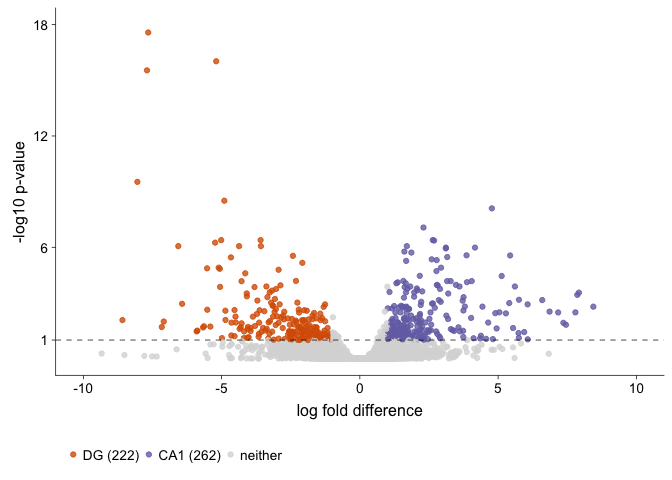 18
12
6
1
-log10 p-value
-10 -5 0 5 10
log fold difference
DG (222) CA1 (262) neither